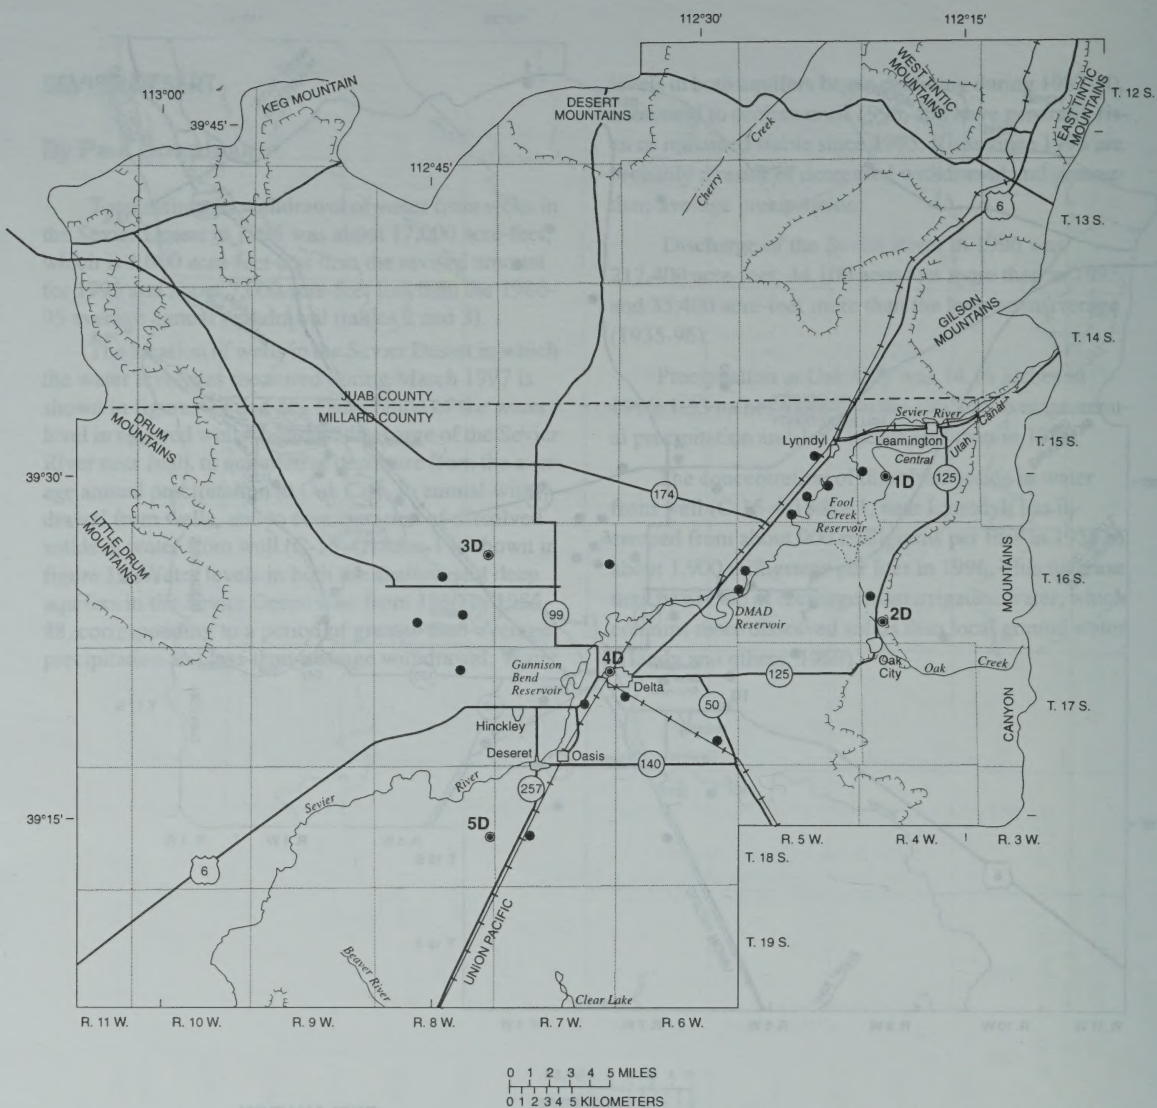 112°30'
112°15'
113°00'
39°45'
KEG MOUNTAIN
DESERT
MOUNTAINS
WEST TINTIC
MOUNTAINS
EAST TINTIC
MOUNTAINS
T. 12 S.
112°45'
Cherry Creek
6
T. 13 S.
GILSON
MOUNTAINS
T. 14 S.
JUAB COUNTY
MILLARD COUNTY
DRUM
MOUNTAINS
Sevier River
Lynndyl
Leamington
Central Utah Canal
T. 15 S.
39°30'
174
1D
125
Fool
Creek
Reservoir
LITTLE DRUM
MOUNTAINS
3D
T. 16 S.
99
DMAD
Reservoir
2D
CANYON MOUNTAINS
4D
Gunnison
Bend
Reservoir
Delta
125
Oak
City
Oak Creek
50
T. 17 S.
Hinckley
Deseret
Oasis
140
Sevier River
257
39°15'
5D
R. 5 W.
R. 4 W.
R. 3 W.
6
T. 18 S.
UNION PACIFIC
T. 19 S.
Beaver River
Clear Lake
R. 11 W.
R. 10 W.
R. 9 W.
R. 8 W.
R. 7 W.
R. 6 W.
0 1 2 3 4 5 MILES
0 1 2 3 4 5 KILOMETERS